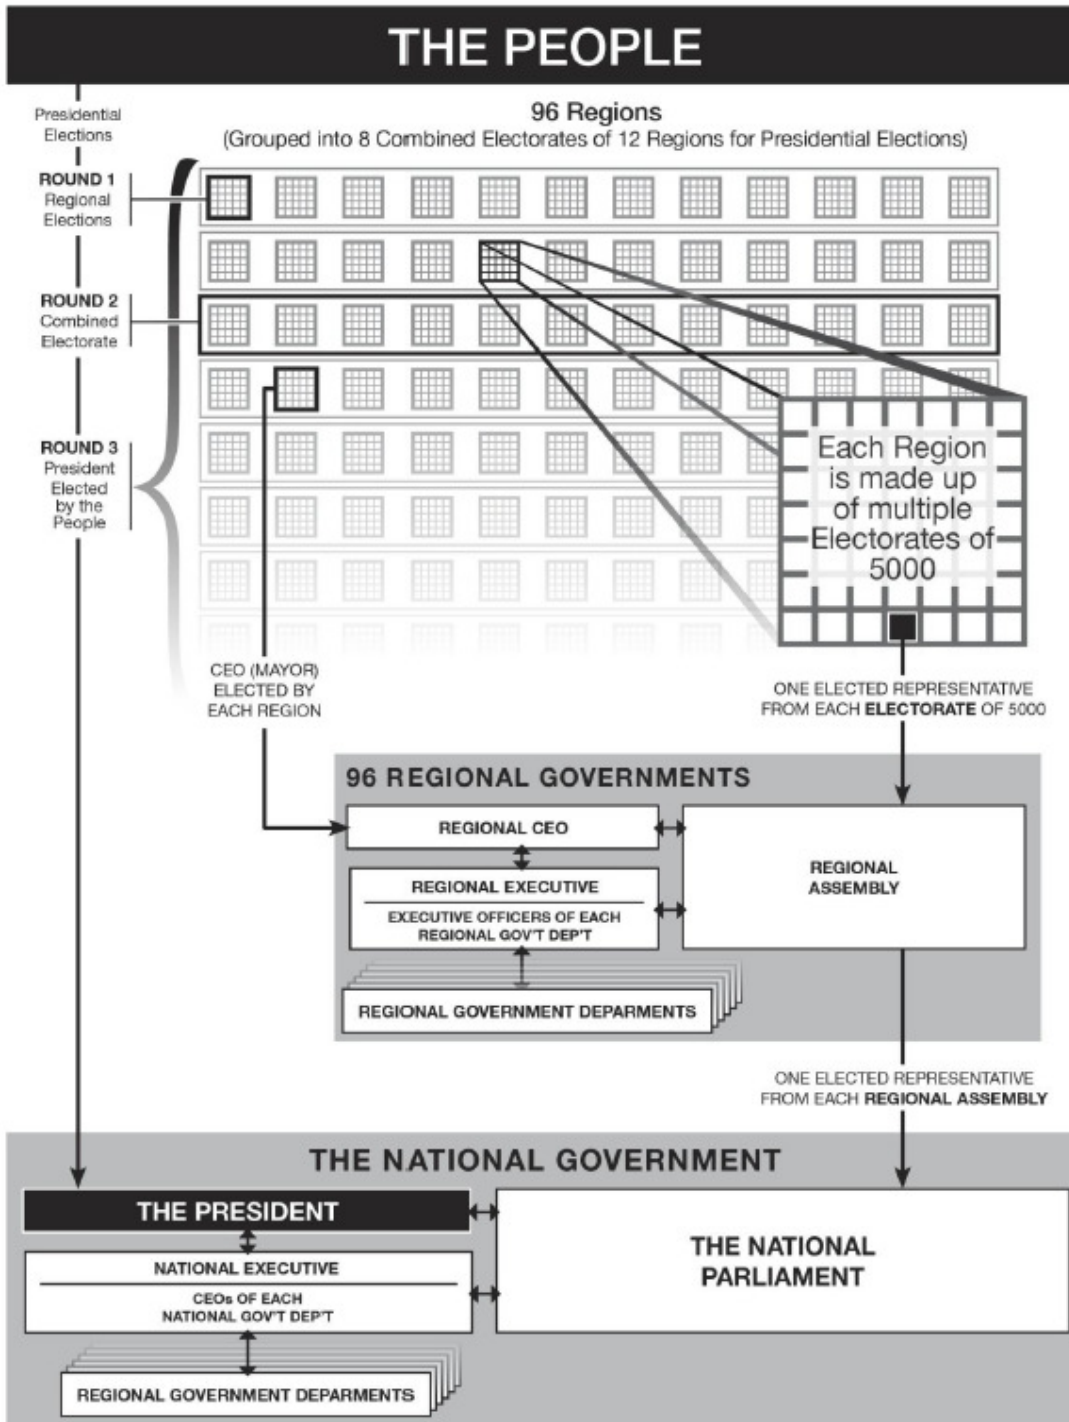 THE PEOPLE
Presidential
Elections
96 Regions
(Grouped into 8 Combined Electorates of 12 Regions for Presidential Elections)
ROUND 1
Regional
Elections
ROUND 2
Combined
Electorate
ROUND 3
President
Elected
by the
People
Each Region
is made up
of multiple
Electorates of
5000
CEO (MAYOR)
ELECTED BY
EACH REGION
ONE ELECTED REPRESENTATIVE
FROM EACH ELECTORATE OF 5000
96 REGIONAL GOVERNMENTS
REGIONAL CEO
REGIONAL EXECUTIVE
EXECUTIVE OFFICERS OF EACH
REGIONAL GOV'T DEP'T
REGIONAL GOVERNMENT DEPARMENTS
REGIONAL
ASSEMBLY
ONE ELECTED REPRESENTATIVE
FROM EACH REGIONAL ASSEMBLY
THE NATIONAL GOVERNMENT
THE PRESIDENT
NATIONAL EXECUTIVE
CEOs OF EACH
NATIONAL GOV'T DEP'T
REGIONAL GOVERNMENT DEPARMENTS
THE NATIONAL
PARLIAMENT